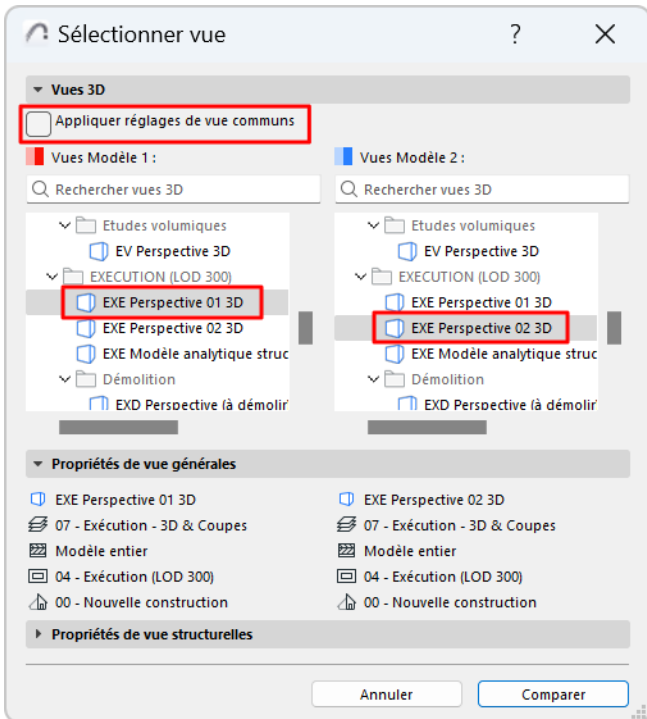 Sélectionner vue ? ✕
Vues 3D
Appliquer réglages de vue communs
Vues Modèle 1 :
Rechercher vues 3D
Etudes volumiques
EV Perspective 3D
EXECUTION (LOD 300)
EXE Perspective 01 3D
EXE Perspective 02 3D
EXE Modèle analytique struc
Démolition
EXD Perspective (à démolir
Vues Modèle 2 :
Rechercher vues 3D
Etudes volumiques
EV Perspective 3D
EXECUTION (LOD 300)
EXE Perspective 01 3D
EXE Perspective 02 3D
EXE Modèle analytique struc
Démolition
EXD Perspective (à démolir
Propriétés de vue générales
EXE Perspective 01 3D
07 - Exécution - 3D & Coupes
Modèle entier
04 - Exécution (LOD 300)
00 - Nouvelle construction
EXE Perspective 02 3D
07 - Exécution - 3D & Coupes
Modèle entier
04 - Exécution (LOD 300)
00 - Nouvelle construction
Propriétés de vue structurelles
Annuler
Comparer